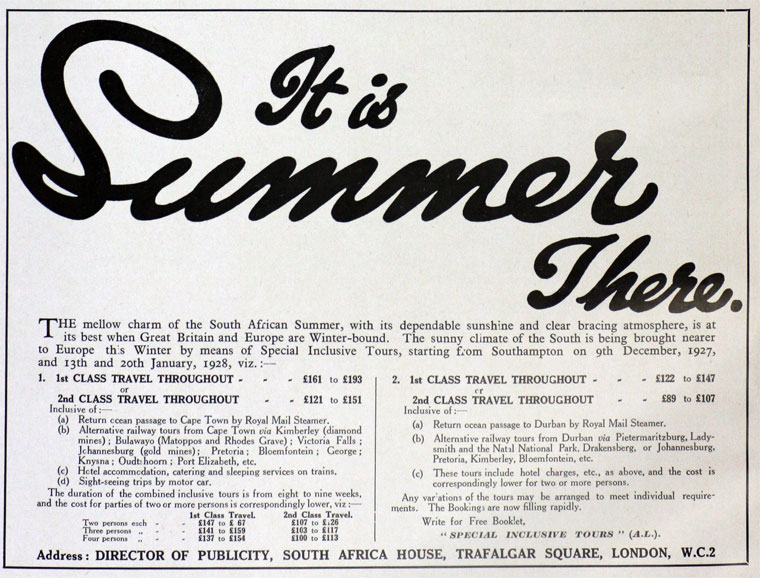 It is
Summer
There.
THE mellow charm of the South African Summer, with its dependable sunshine and clear bracing atmosphere, is at
its best when Great Britain and Europe are Winter-bound. The sunny climate of the South is being brought nearer
to Europe this Winter by means of Special Inclusive Tours, starting from Southampton on 9th December, 1927,
and 13th and 20th January, 1928, viz. :—
1. 1st CLASS TRAVEL THROUGHOUT - - £161 to £193
or
2nd CLASS TRAVEL THROUGHOUT - - £121 to £151
Inclusive of :—
(a) Return ocean passage to Cape Town by Royal Mail Steamer.
(b) Alternative railway tours from Cape Town via Kimberley (diamond
mines) ; Bulawayo (Matoppos and Rhodes Grave) ; Victoria Falls ;
Johannesburg (gold mines) ; Pretoria ; Bloemfontein ; George ;
Knysna ; Oudtshoorn ; Port Elizabeth, etc.
(c) Hotel accommodation, catering and sleeping services on trains.
(d) Sight-seeing trips by motor car.
The duration of the combined inclusive tours is from eight to nine weeks,
and the cost for parties of two or more persons is correspondingly lower, viz :—
1st Class Travel. 2nd Class Travel.
Two persons each - - £147 to £ 67 £107 to £126
Three persons „ - - £141 to £159 £103 to £117
Four persons „ - - £137 to £154 £100 to £113
2. 1st CLASS TRAVEL THROUGHOUT - - £122 to £147
or
2nd CLASS TRAVEL THROUGHOUT - - £89 to £107
Inclusive of :—
(a) Return ocean passage to Durban by Royal Mail Steamer.
(b) Alternative railway tours from Durban via Pietermaritzburg, Lady-
smith and the Natal National Park, Drakensberg, or Johannesburg,
Pretoria, Kimberley, Bloemfontein, etc.
(c) These tours include hotel charges, etc., as above, and the cost is
correspondingly lower for two or more persons.
Any variations of the tours may be arranged to meet individual require-
ments. The Bookings are now filling rapidly.
Write for Free Booklet,
"SPECIAL INCLUSIVE TOURS" (A.L.).
Address : DIRECTOR OF PUBLICITY, SOUTH AFRICA HOUSE, TRAFALGAR SQUARE, LONDON, W.C.2